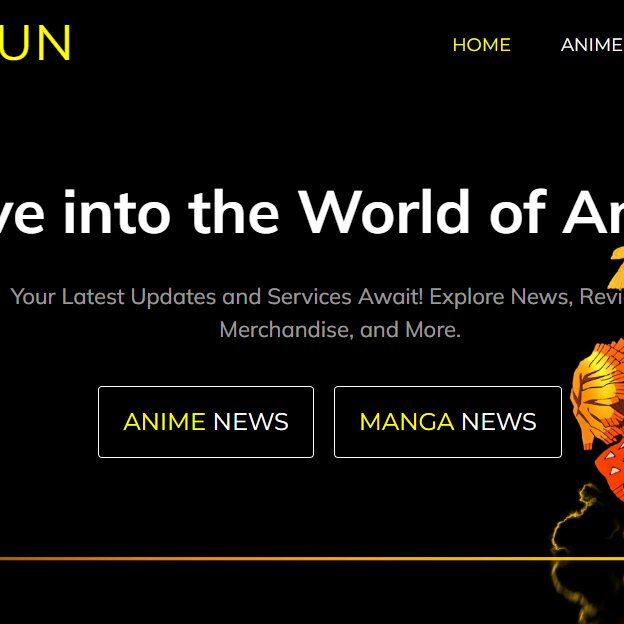 UN
HOME ANIME
ve into the World of An
Your Latest Updates and Services Await! Explore News, Revi
Merchandise, and More.
ANIME NEWS MANGA NEWS